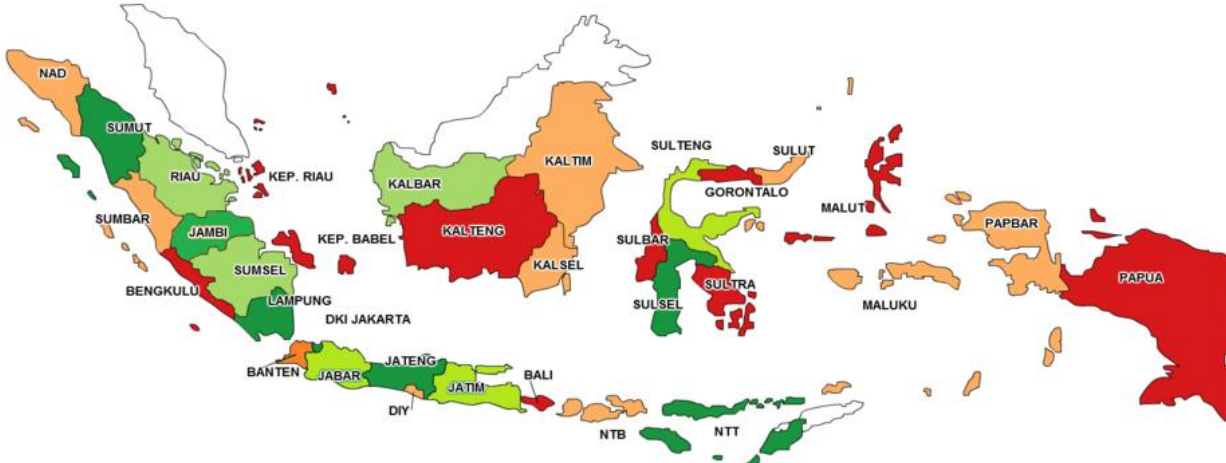 NAD
SUMUT
RIAU
KEP. RIAU
SUMBAR
JAMBI
BENGKULU
SUMSEL
KEP. BABEL
LAMPUNG
DKI JAKARTA
BANTEN
JABAR
JATENG
DIY
JATIM
BALI
NTB
NTT
KALBAR
KALTENG
KALTIM
KALSEL
SULTENG
SULUT
GORONTALO
SULBAR
SULSEL
SULTRA
MALUT
MALUKU
PAPBAR
PAPUA